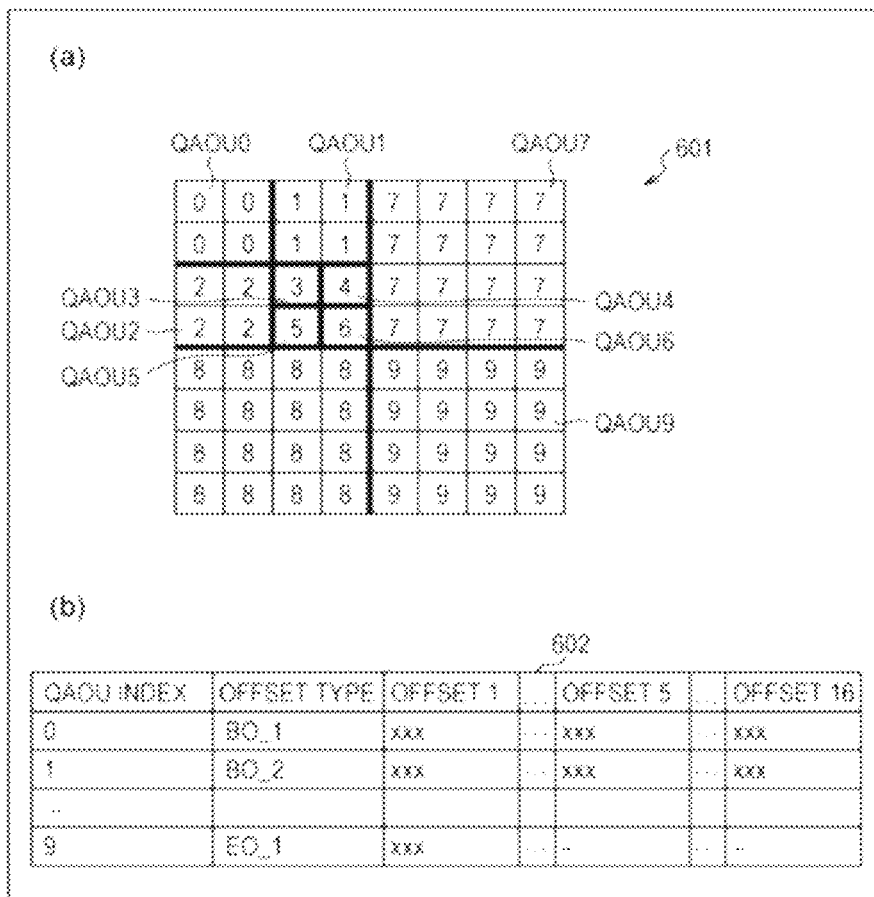 (a)
QAOU0 QAOU1 QAOU7 601
0 0 1 1 7 7 7 7
0 0 1 1 7 7 7 7
2 2 3 4 7 7 7 7
QAOU3 QAOU4
2 2 5 6 7 7 7 7
QAOU2 QAOU6
8 8 8 8 9 9 9 9
QAOU5
8 8 8 8 9 9 9 9
QAOU9
8 8 8 8 9 9 9 9
8 8 8 8 9 9 9 9
(b)
602
QAOU INDEX OFFSET TYPE OFFSET 1 ... OFFSET 5 ... OFFSET 16
0 BO_1 xxx ... xxx ... xxx
1 BO_2 xxx ... xxx ... xxx
..
9 EO_1 xxx ... .. ... ..